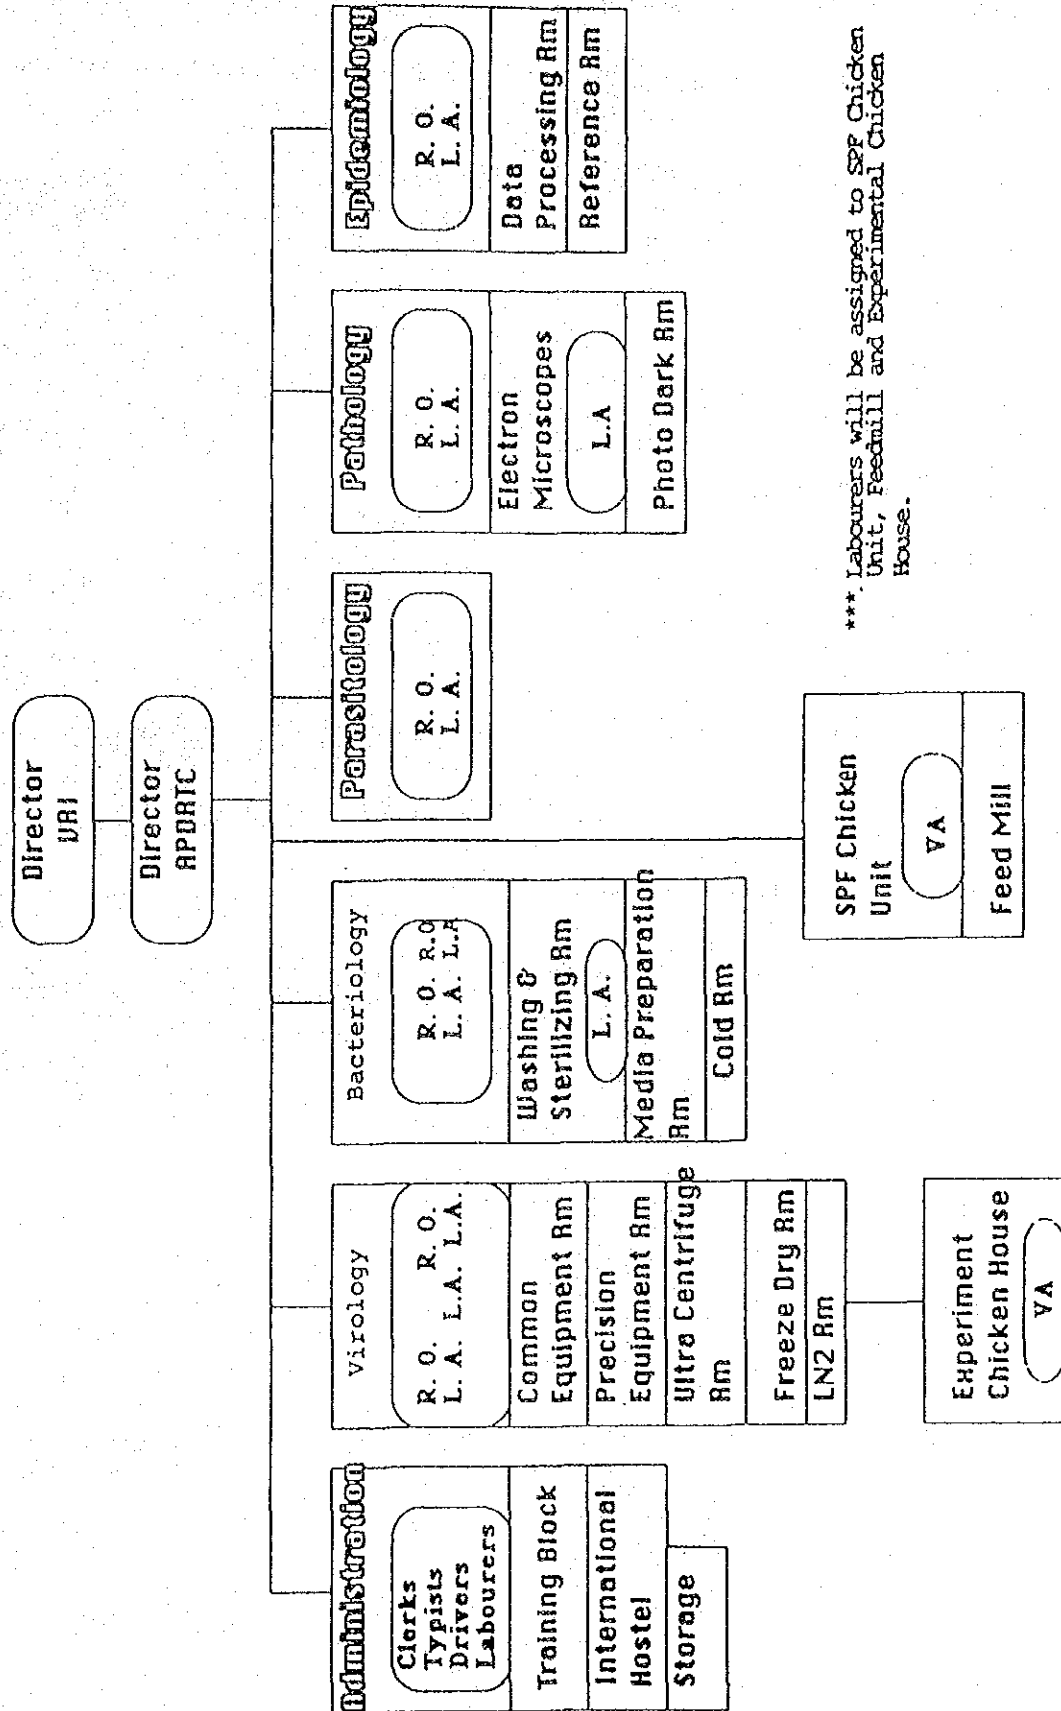 Director
VRI
Director
APDRTC
Administration
Clerks
Typists
Drivers
Labourers
Training Block
International
Hostel
Storage
Virology
R. O. R. O.
L. A. L.A. L.A.
Common
Equipment Rm
Precision
Equipment Rm
Ultra Centrifuge
Rm
Freeze Dry Rm
LN2 Rm
Experiment
Chicken House
VA
Bacteriology
R. O. R.O
L. A. L.A
Washing &
Sterilizing Rm
L. A.
Media Preparation
Rm
Cold Rm
SPF Chicken
Unit
VA
Feed Mill
Parasitology
R. O.
L. A.
Pathology
R. O.
L. A.
Electron
Microscopes
L.A
Photo Dark Rm
Epidemiology
R. O.
L. A.
Data
Processing Rm
Reference Rm
***. Labourers will be assigned to SPF Chicken
Unit, Feedmill and Experimental Chicken
House.